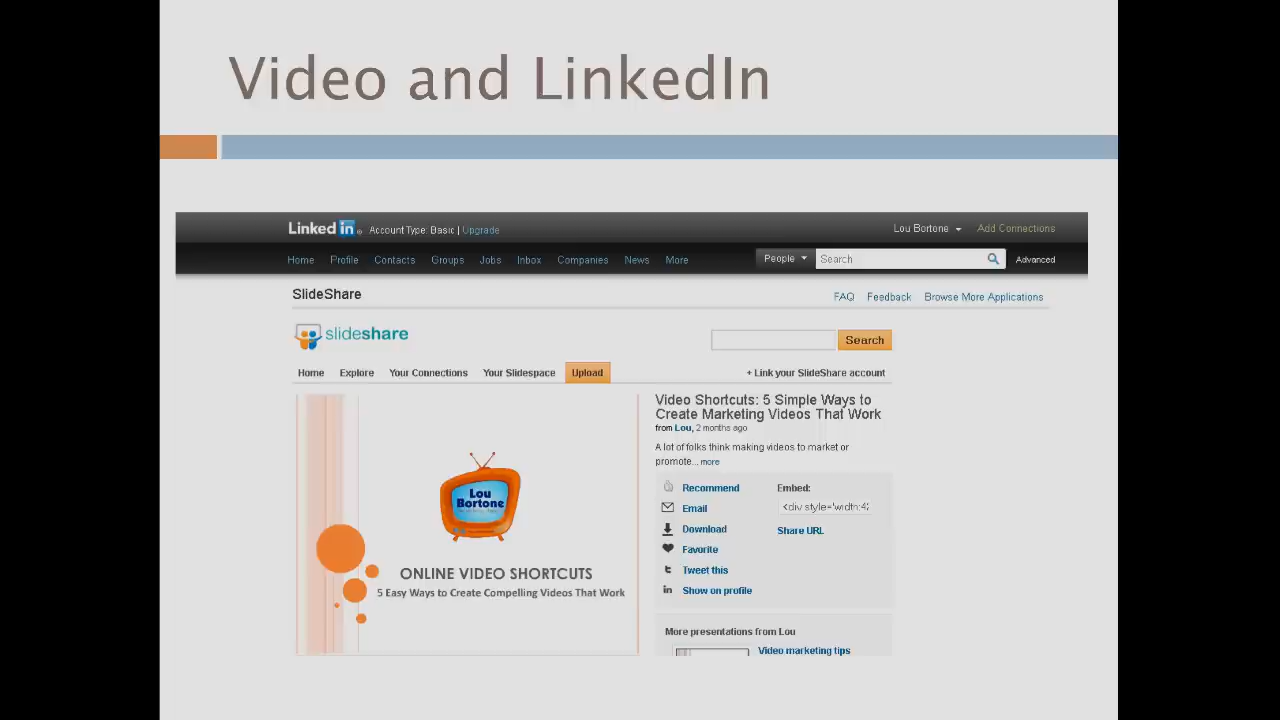 Video and LinkedIn
Linked in Account Type: Basic | Upgrade
Lou Bortone Add Connections
Home Profile Contacts Groups Jobs Inbox Companies News More
People Search Advanced
SlideShare
FAQ Feedback Browse More Applications
slideshare
Search
Home Explore Your Connections Your Slidespace Upload
+ Link your SlideShare account
Lou
Bortone
ONLINE VIDEO SHORTCUTS
5 Easy Ways to Create Compelling Videos That Work
Video Shortcuts: 5 Simple Ways to
Create Marketing Videos That Work
from Lou, 2 months ago
A lot of folks think making videos to market or
promote... more
Recommend
Email
Download
Favorite
Tweet this
Show on profile
Embed:
<div style='width:42
Share URL
More presentations from Lou
Video marketing tips